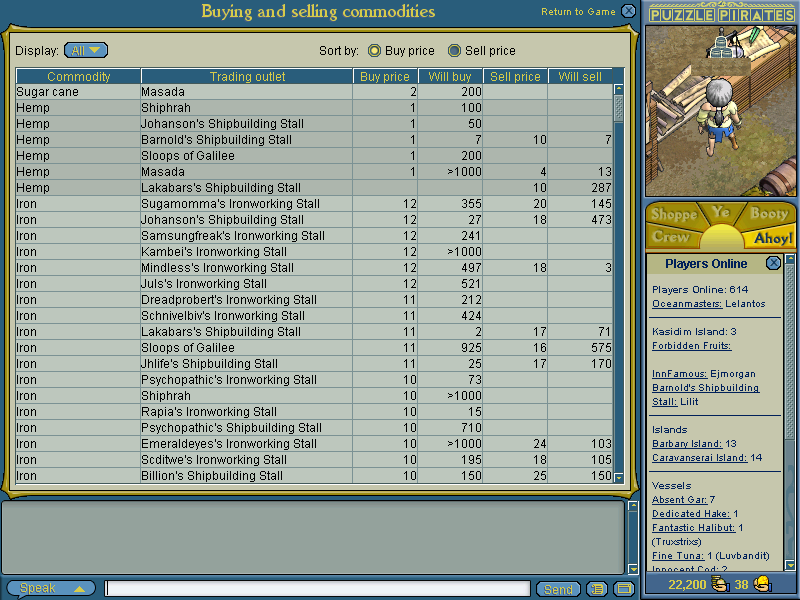 Buying and selling commodities
Return to Game
PUZZLE PIRATES
Display: All
Sort by: Buy price Sell price
Commodity Trading outlet Buy price Will buy Sell price Will sell
Sugar cane Masada 2 200
Hemp Shiphrah 1 100
Hemp Johanson's Shipbuilding Stall 1 50
Hemp Barnold's Shipbuilding Stall 1 7 10 7
Hemp Sloops of Galilee 1 200
Hemp Masada 1 >1000 4 13
Hemp Lakabars's Shipbuilding Stall 10 287
Iron Sugamomma's Ironworking Stall 12 355 20 145
Iron Johanson's Shipbuilding Stall 12 27 18 473
Iron Samsungfreak's Ironworking Stall 12 241
Iron Kambei's Ironworking Stall 12 >1000
Iron Mindless's Ironworking Stall 12 497 18 3
Iron Juls's Ironworking Stall 12 521
Iron Dreadprobert's Ironworking Stall 11 212
Iron Schnivelbiv's Ironworking Stall 11 424
Iron Lakabars's Shipbuilding Stall 11 2 17 71
Iron Sloops of Galilee 11 925 16 575
Iron Jhlife's Shipbuilding Stall 11 25 17 170
Iron Psychopathic's Ironworking Stall 10 73
Iron Shiphrah 10 >1000
Iron Rapia's Ironworking Stall 10 15
Iron Psychopathic's Shipbuilding Stall 10 710
Iron Emeraldeyes's Ironworking Stall 10 >1000 24 103
Iron Scditwe's Ironworking Stall 10 195 18 105
Iron Billion's Shipbuilding Stall 10 150 25 150
Speak
Send
Shoppe Ye Booty
Crew Ahoy!
Players Online
Players Online: 614
Oceanmasters: Lelantos
Kasidim Island: 3
Forbidden Fruits:
InnFamous: Ejmorgan
Barnold's Shipbuilding
Stall: Lilit
Islands
Barbary Island: 13
Caravanserai Island: 14
Vessels
Absent Gar: 7
Dedicated Hake: 1
Fantastic Halibut: 1
(Truxstrixs)
Fine Tuna: 1 (Luvbandit)
Innocent Cod: 2
22,200 38